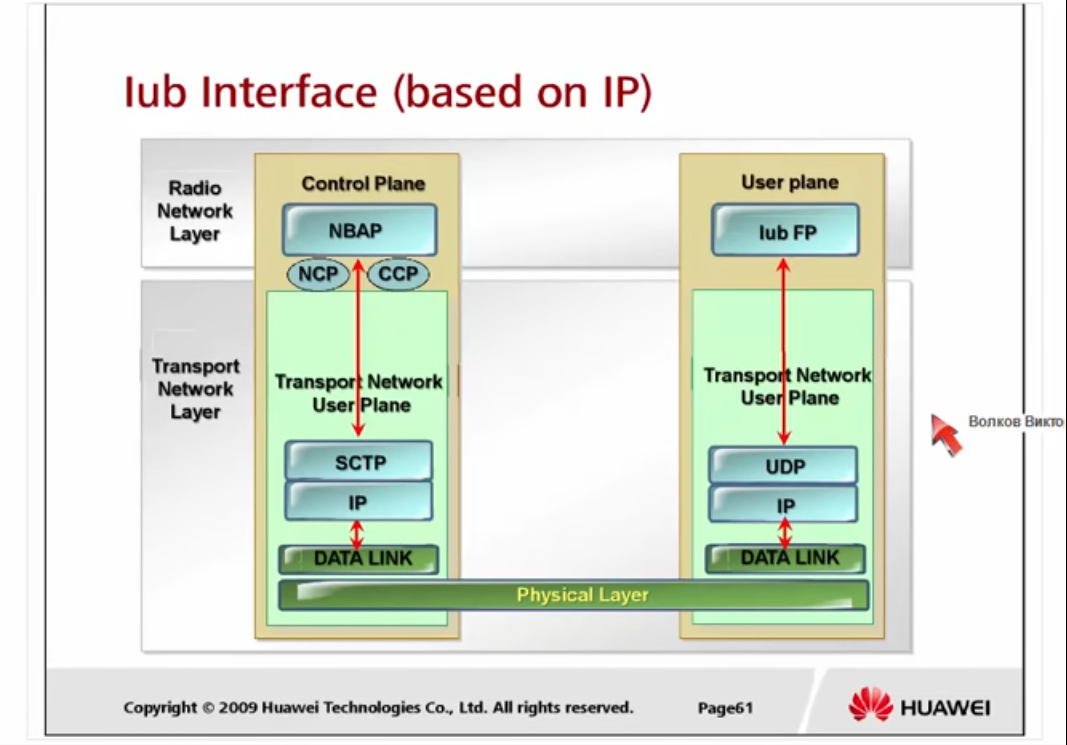 Iub Interface (based on IP)
Radio
Network
Layer
Control Plane
NBAP
NCP
CCP
User plane
Iub FP
Transport
Network
Layer
Transport Network
User Plane
SCTP
IP
DATA LINK
Transport Network
User Plane
UDP
IP
DATA LINK
Physical Layer
Волков Викто
Copyright © 2009 Huawei Technologies Co., Ltd. All rights reserved.
Page61
HUAWEI